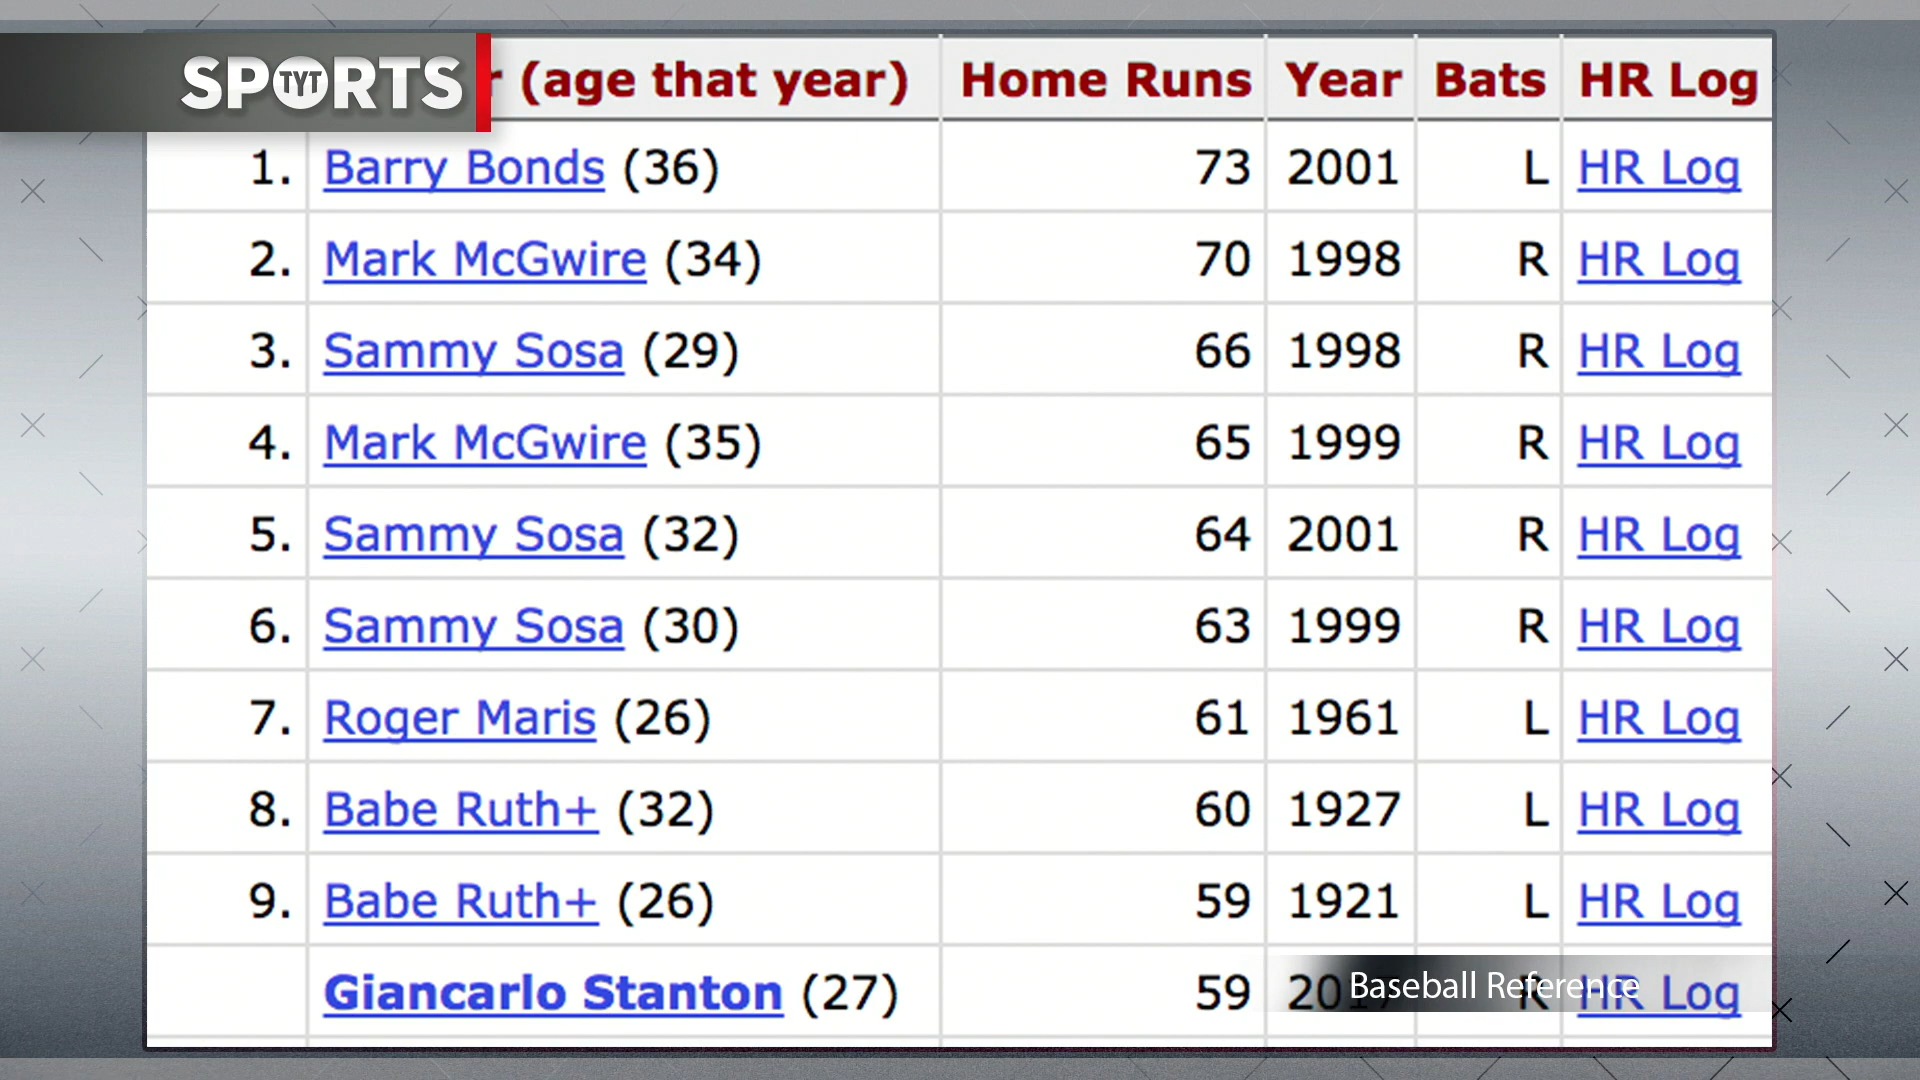 SPORTS
TYT
(age that year) Home Runs Year Bats HR Log
1. Barry Bonds (36) 73 2001 L HR Log
2. Mark McGwire (34) 70 1998 R HR Log
3. Sammy Sosa (29) 66 1998 R HR Log
4. Mark McGwire (35) 65 1999 R HR Log
5. Sammy Sosa (32) 64 2001 R HR Log
6. Sammy Sosa (30) 63 1999 R HR Log
7. Roger Maris (26) 61 1961 L HR Log
8. Babe Ruth+ (32) 60 1927 L HR Log
9. Babe Ruth+ (26) 59 1921 L HR Log
Giancarlo Stanton (27) 59 2017 R HR Log
Baseball Reference